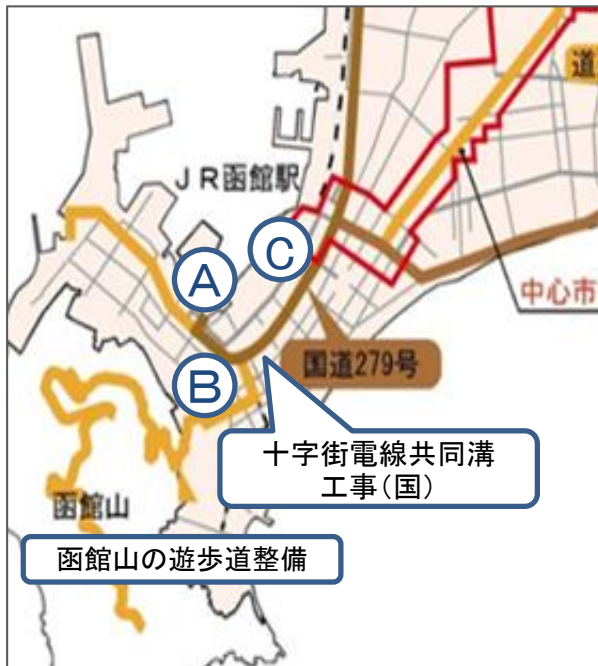 道
JR函館駅
C
A
中心市
国道279号
B
十字街電線共同溝
工事(国)
函館山
函館山の遊歩道整備